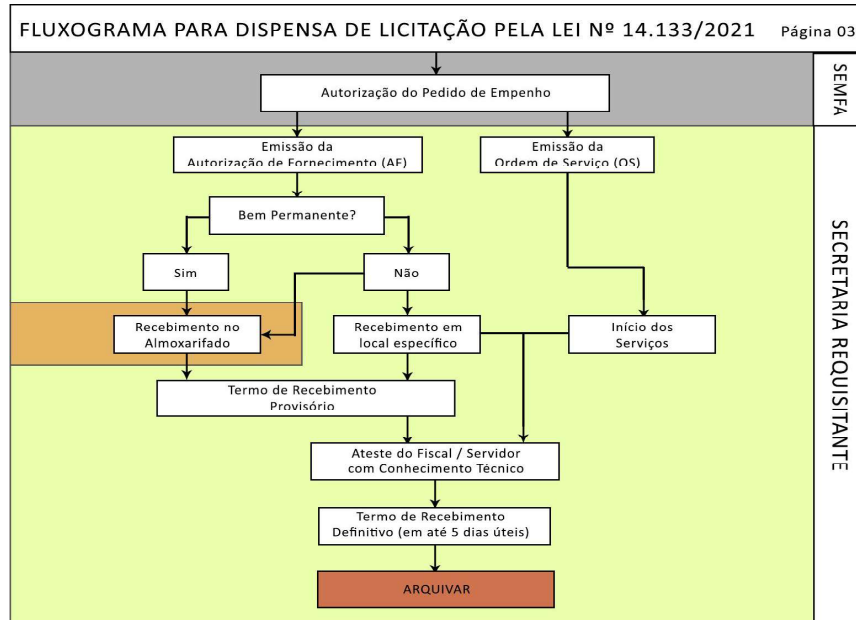 FLUXOGRAMA PARA DISPENSA DE LICITAÇÃO PELA LEI Nº 14.133/2021 Página 03
SEMFA
Autorização do Pedido de Empenho
SECRETARIA REQUISITANTE
Emissão da
Autorização de Fornecimento (AF)
Emissão da
Ordem de Serviço (OS)
Bem Permanente?
Sim
Não
Recebimento no
Almoxarifado
Recebimento em
local específico
Início dos
Serviços
Termo de Recebimento
Provisório
Ateste do Fiscal / Servidor
com Conhecimento Técnico
Termo de Recebimento
Definitivo (em até 5 dias úteis)
ARQUIVAR